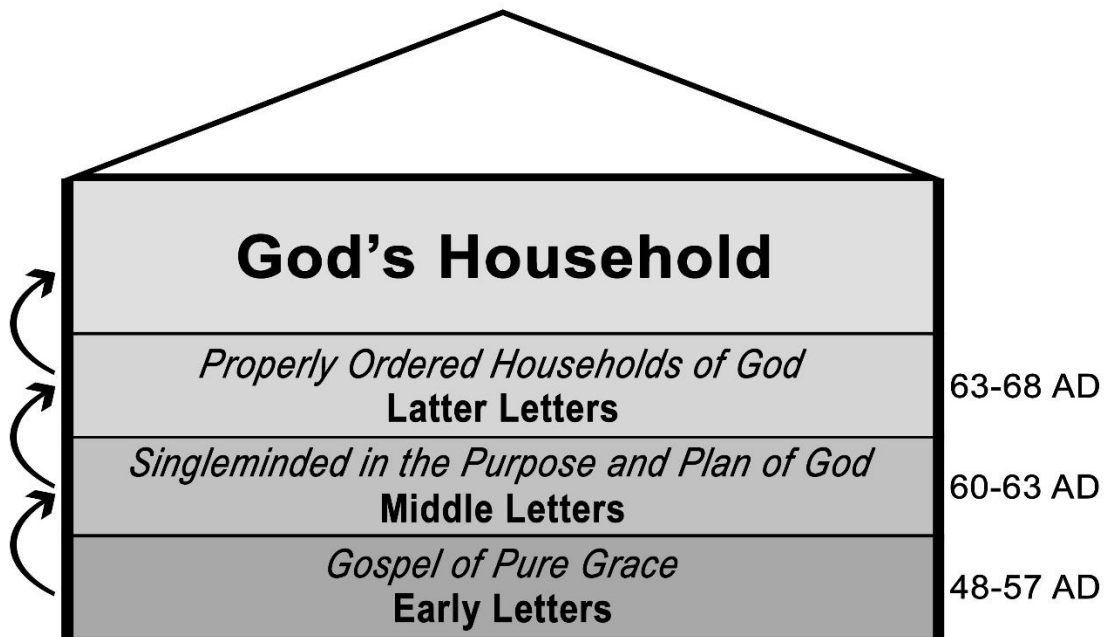 God’s Household
Properly Ordered Households of God
Latter Letters
63-68 AD
Singleminded in the Purpose and Plan of God
Middle Letters
60-63 AD
Gospel of Pure Grace
Early Letters
48-57 AD